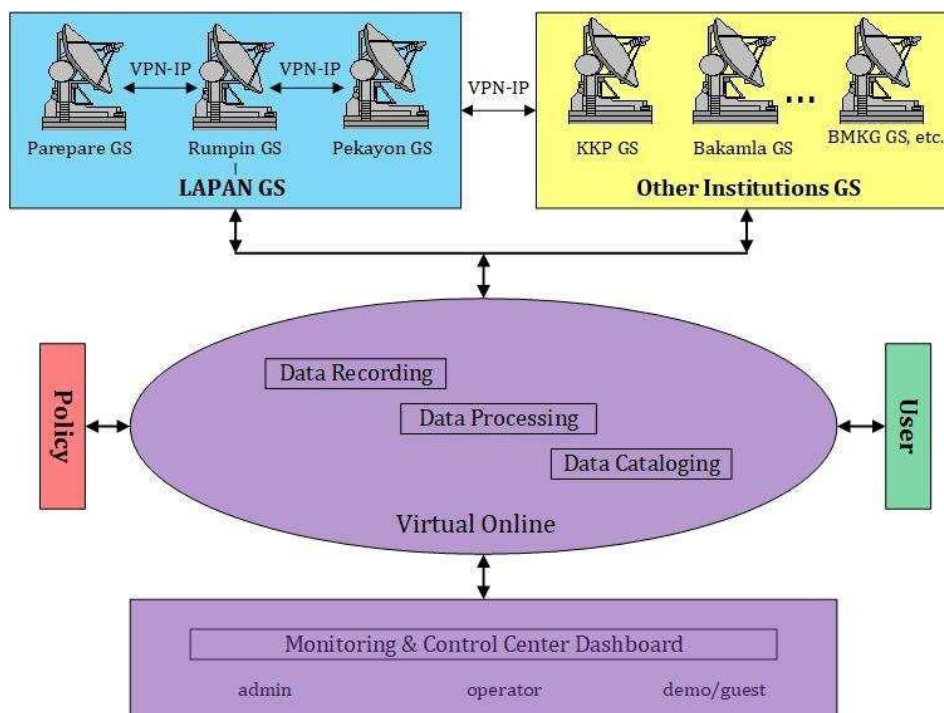 VPN-IP
VPN-IP
Parepare GS
Rumpin GS
Pekayon GS
LAPAN GS
VPN-IP
KKP GS
Bakamla GS
...
BMKG GS, etc.
Other Institutions GS
Policy
Data Recording
Data Processing
Data Cataloging
Virtual Online
User
Monitoring & Control Center Dashboard
admin
operator
demo/guest